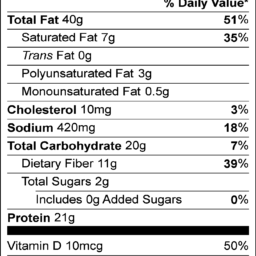 % Daily Value*
Total Fat 40g 51%
Saturated Fat 7g 35%
Trans Fat 0g
Polyunsaturated Fat 3g
Monounsaturated Fat 0.5g
Cholesterol 10mg 3%
Sodium 420mg 18%
Total Carbohydrate 20g 7%
Dietary Fiber 11g 39%
Total Sugars 2g
Includes 0g Added Sugars 0%
Protein 21g
Vitamin D 10mcg 50%